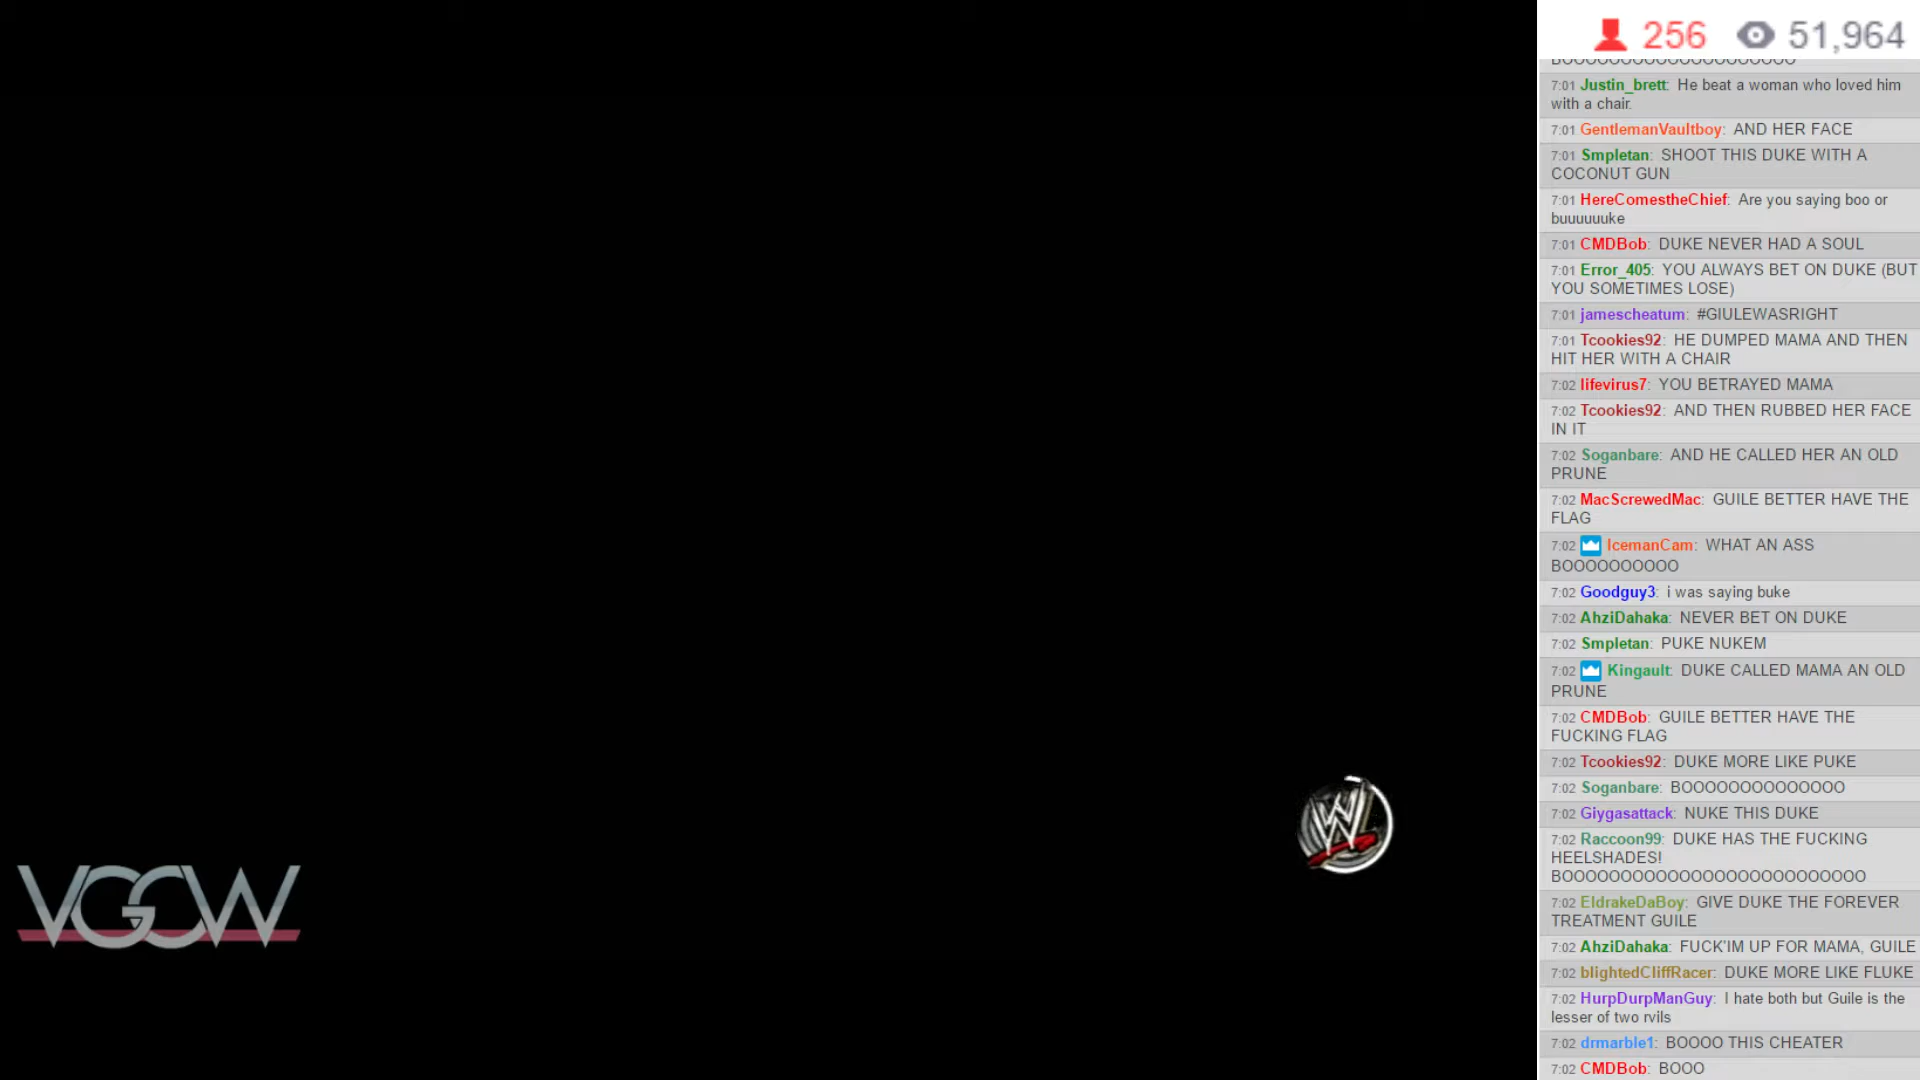 256 51,964
BOOOOOOOOOOOOOOOOOOOOO
7:01 Justin_brett: He beat a woman who loved him
with a chair.
7:01 GentlemanVaultboy: AND HER FACE
7:01 Smpletan: SHOOT THIS DUKE WITH A
COCONUT GUN
7:01 HereComestheChief: Are you saying boo or
buuuuuuke
7:01 CMDBob: DUKE NEVER HAD A SOUL
7:01 Error_405: YOU ALWAYS BET ON DUKE (BUT
YOU SOMETIMES LOSE)
7:01 jamescheatum: #GIULEWASRIGHT
7:01 Tcookies92: HE DUMPED MAMA AND THEN
HIT HER WITH A CHAIR
7:02 lifevirus7: YOU BETRAYED MAMA
7:02 Tcookies92: AND THEN RUBBED HER FACE
IN IT
7:02 Soganbare: AND HE CALLED HER AN OLD
PRUNE
7:02 MacScrewedMac: GUILE BETTER HAVE THE
FLAG
7:02 IcemanCam: WHAT AN ASS
BOOOOOOOOOO
7:02 Goodguy3: i was saying buke
7:02 AhziDahaka: NEVER BET ON DUKE
7:02 Smpletan: PUKE NUKEM
7:02 Kingault: DUKE CALLED MAMA AN OLD
PRUNE
7:02 CMDBob: GUILE BETTER HAVE THE
FUCKING FLAG
7:02 Tcookies92: DUKE MORE LIKE PUKE
7:02 Soganbare: BOOOOOOOOOOOOOO
7:02 Giygasattack: NUKE THIS DUKE
7:02 Raccoon99: DUKE HAS THE FUCKING
HEELSHADES!
BOOOOOOOOOOOOOOOOOOOOOOOOOO
7:02 EldrakeDaBoy: GIVE DUKE THE FOREVER
TREATMENT GUILE
7:02 AhziDahaka: FUCK'IM UP FOR MAMA, GUILE
7:02 blightedCliffRacer: DUKE MORE LIKE FLUKE
7:02 HurpDurpManGuy: I hate both but Guile is the
lesser of two rvils
7:02 drmarble1: BOOOO THIS CHEATER
7:02 CMDBob: BOOO
W
VGCW